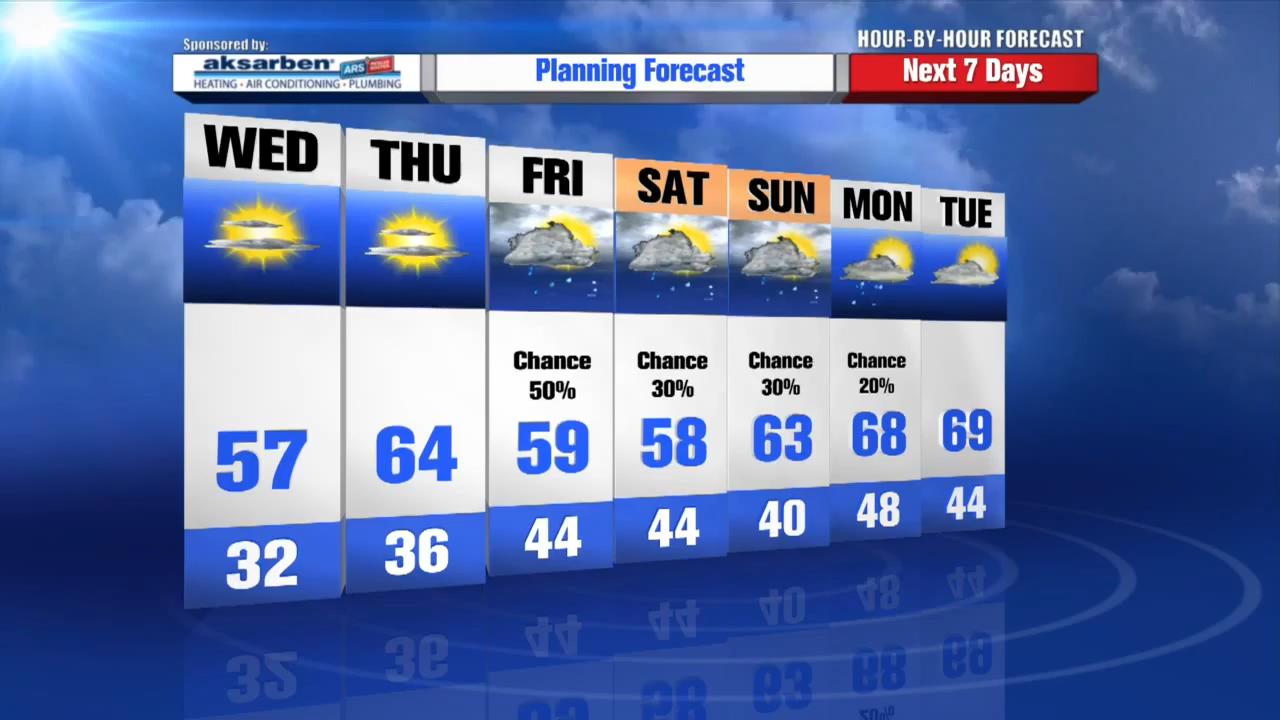 Sponsored by:
aksarben®
ARS RESCUE ROOTER
HEATING • AIR CONDITIONING • PLUMBING
Planning Forecast
HOUR-BY-HOUR FORECAST
Next 7 Days
WED THU FRI SAT SUN MON TUE
Chance Chance Chance Chance
50% 30% 30% 20%
57 64 59 58 63 68 69
32 36 44 44 40 48 44